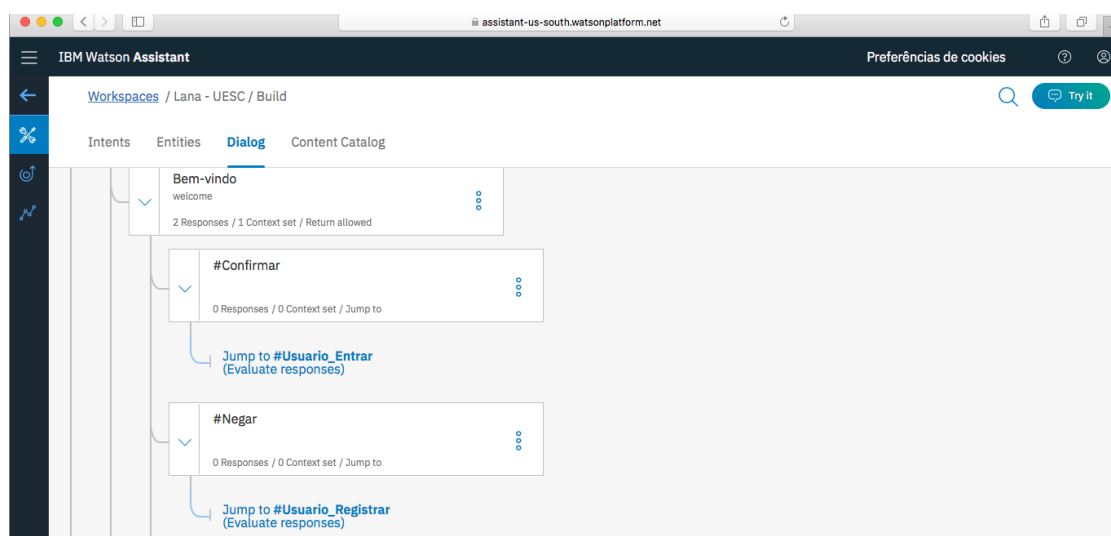 assistant-us-south.watsonplatform.net
IBM Watson Assistant
Preferências de cookies
Workspaces / Lana - UESC / Build
Try it
Intents
Entities
Dialog
Content Catalog
Bem-vindo
welcome
2 Responses / 1 Context set / Return allowed
#Confirmar
0 Responses / 0 Context set / Jump to
Jump to #Usuario_Entrar
(Evaluate responses)
#Negar
0 Responses / 0 Context set / Jump to
Jump to #Usuario_Registrar
(Evaluate responses)